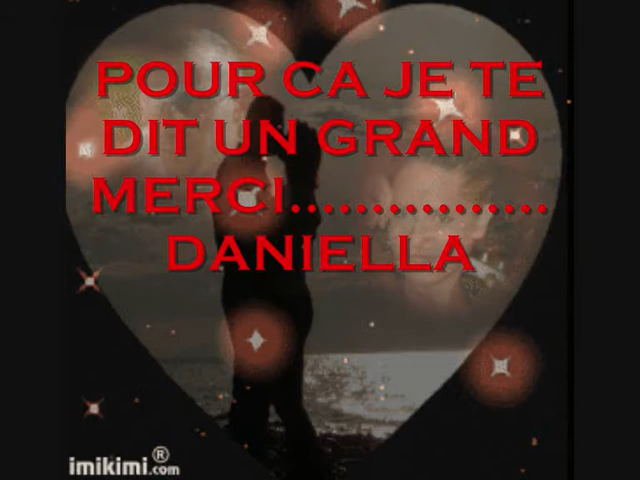 POUR CA JE TE
DIT UN GRAND
MERCI................
DANIELLA
imikimi®.com